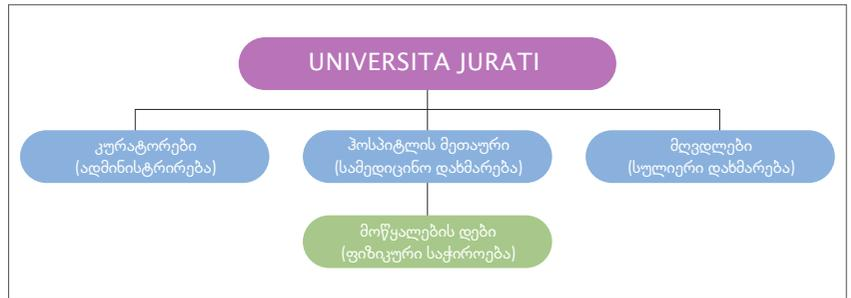 UNIVERSITA JURATI
კურატორები
(ადმინისტრირება)
ჰოსპიტლის მეთაური
(სამედიცინო დახმარება)
მღვდლები
(სულიერი დახმარება)
მოწყალების დები
(ფიზიკური საჭიროება)